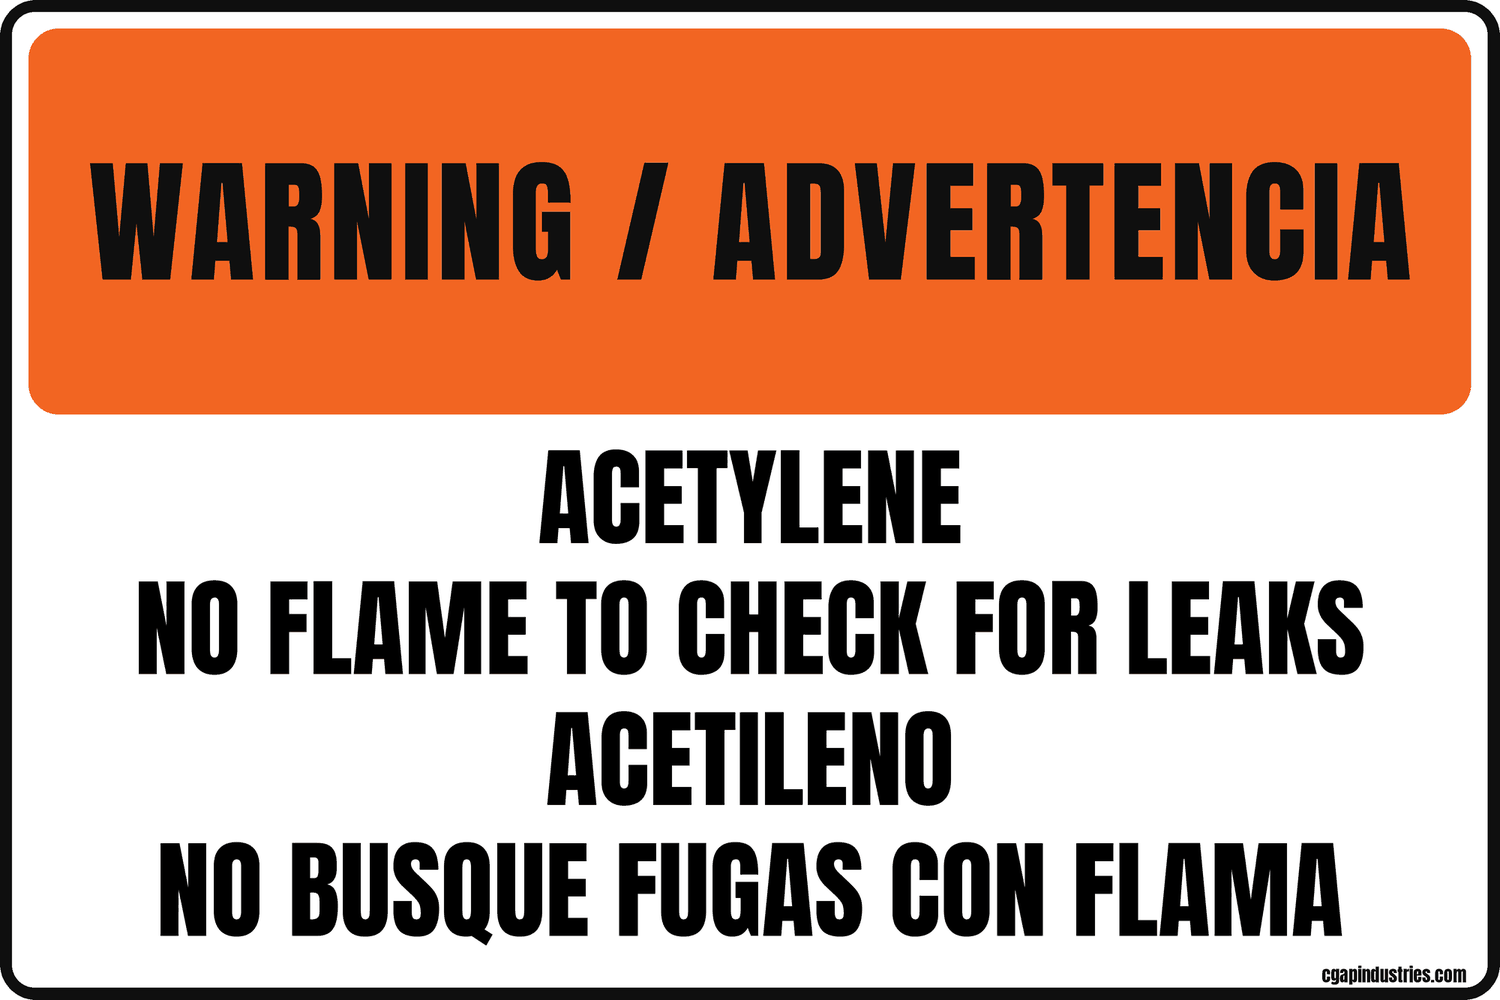 WARNING / ADVERTENCIA
ACETYLENE
NO FLAME TO CHECK FOR LEAKS
ACETILENO
NO BUSQUE FUGAS CON FLAMA
cgapindustries.com